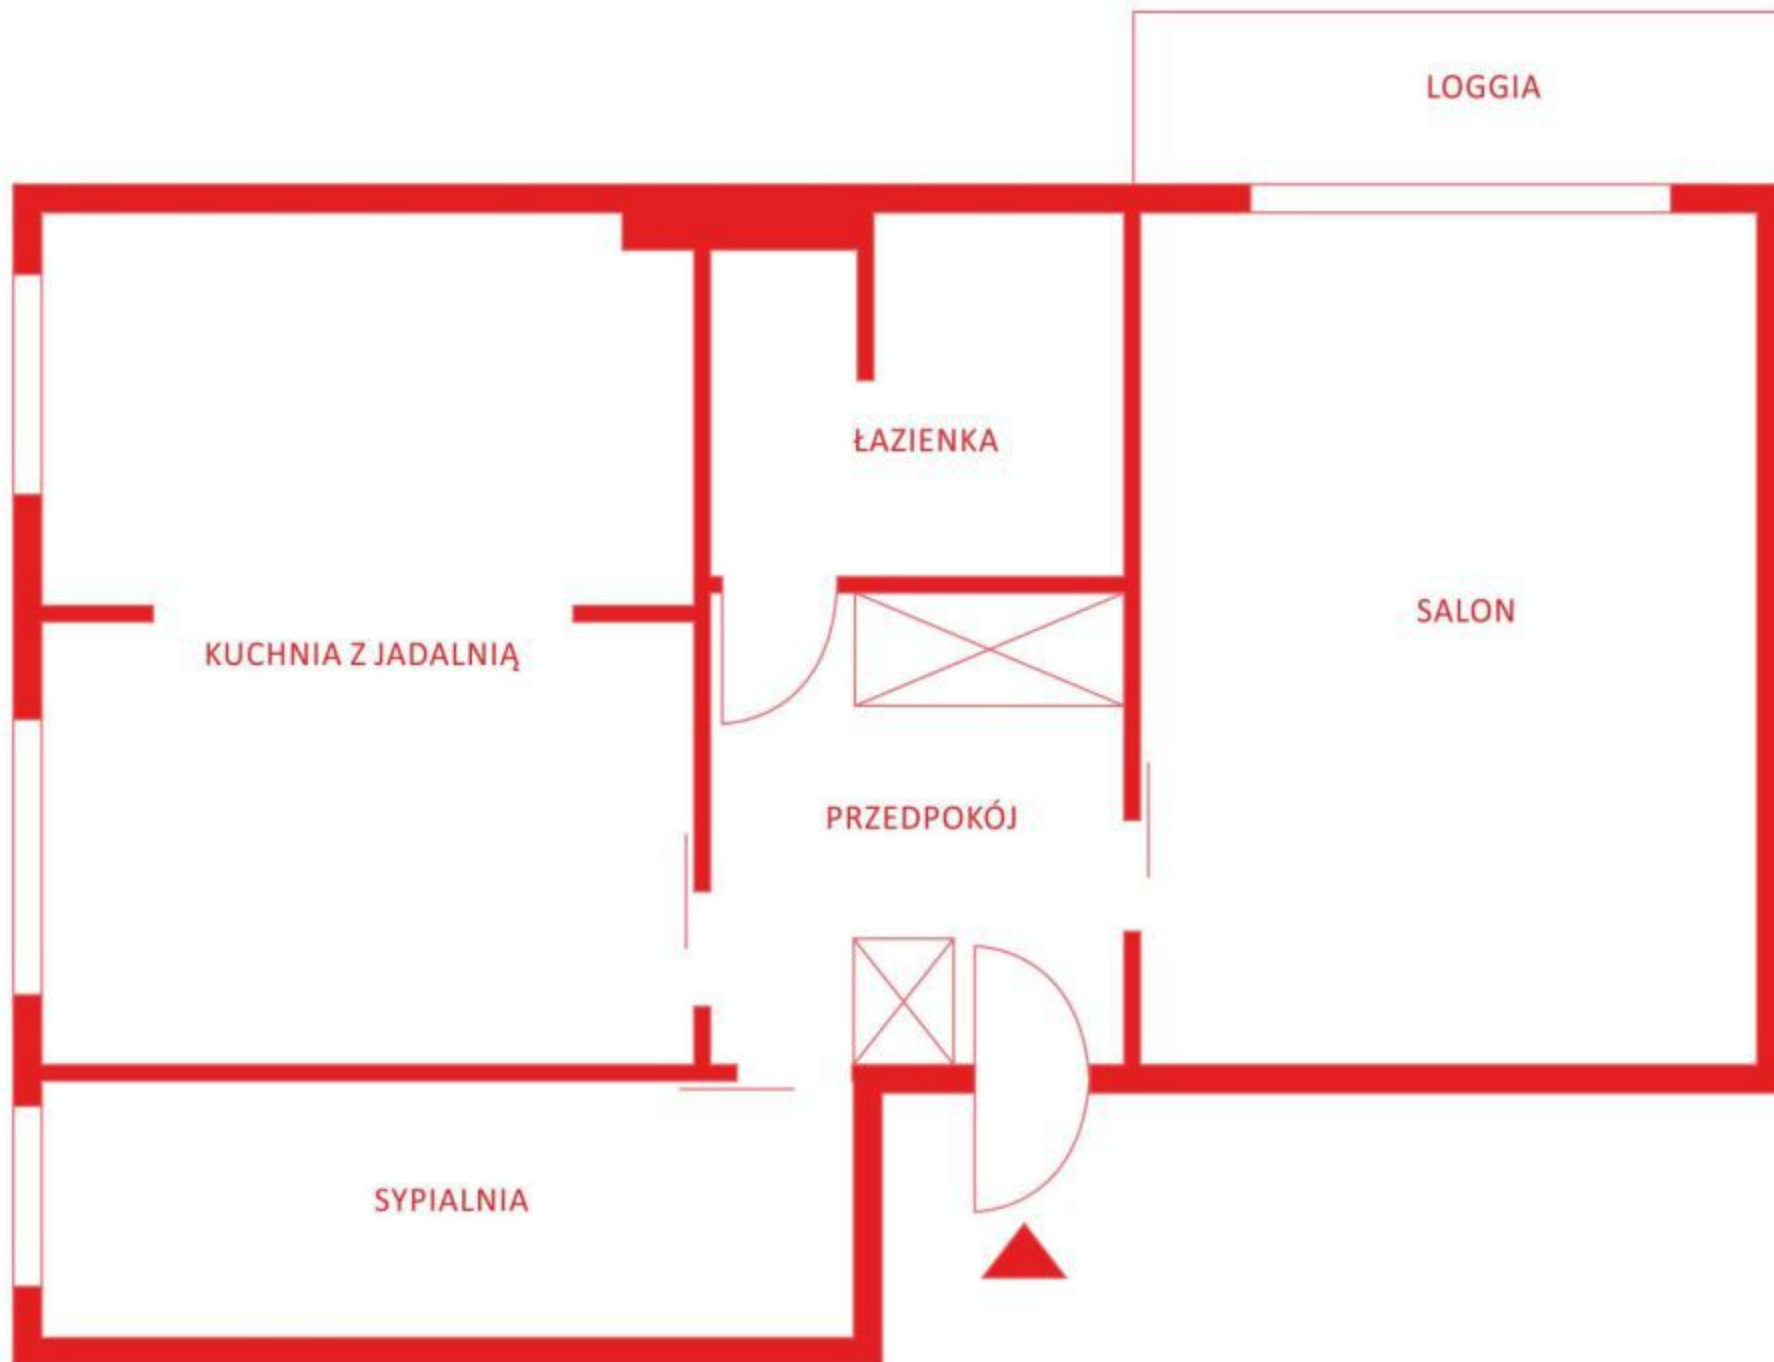 LOGGIA
ŁAZIENKA
SALON
KUCHNIA Z JADALNIĄ
PRZEDPOKÓJ
SYPIALNIA